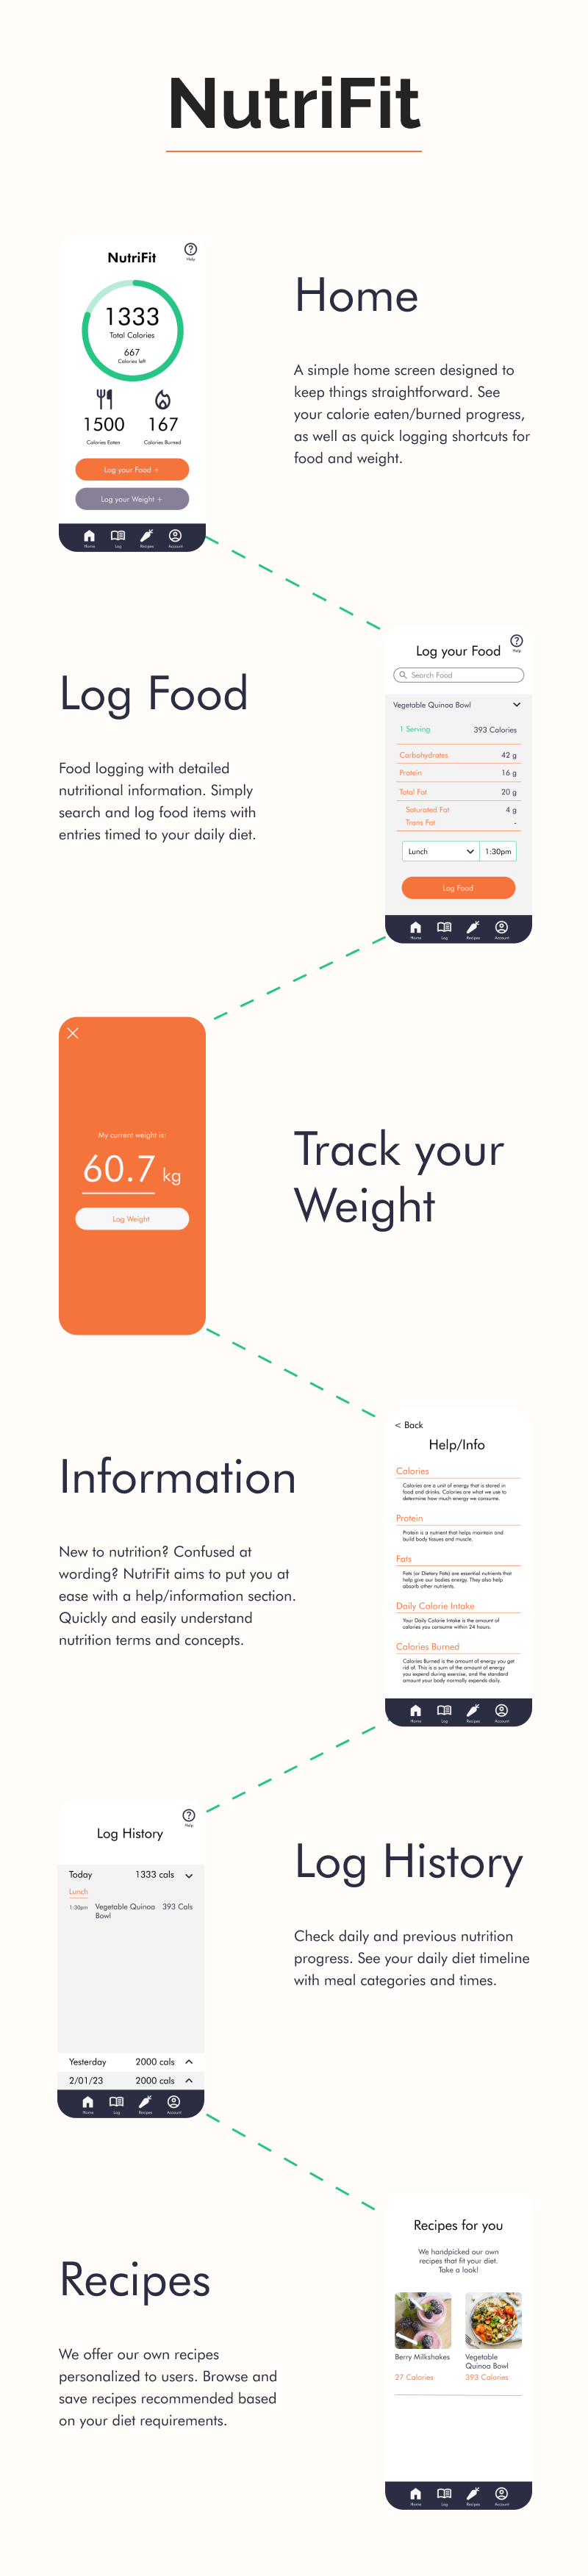 NutriFit
NutriFit
Help
1333
Total Calories
667
Calories left
1500
167
Calories Eaten
Calories Burned
Log your Food +
Log your Weight +
Home
Log
Recipes
Account
Home
A simple home screen designed to
keep things straightforward. See
your calorie eaten/burned progress,
as well as quick logging shortcuts for
food and weight.
Log Food
Food logging with detailed
nutritional information. Simply
search and log food items with
entries timed to your daily diet.
Log your Food
Help
Search Food
Vegetable Quinoa Bowl
1 Serving
393 Calories
Carbohydrates
42 g
Protein
16 g
Total Fat
20 g
Saturated Fat
4 g
Trans Fat
-
Lunch
1:30pm
Log Food
Home
Log
Recipes
Account
My current weight is:
60.7 kg
Log Weight
Track your
Weight
Information
New to nutrition? Confused at
wording? NutriFit aims to put you at
ease with a help/information section.
Quickly and easily understand
nutrition terms and concepts.
< Back
Help/Info
Calories
Calories are a unit of energy that is stored in
food and drinks. Calories are what we use to
determine how much energy we consume.
Protein
Protein is a nutrient that helps maintain and
build body tissues and muscle.
Fats
Fats (or Dietary Fats) are essential nutrients that
help give our bodies energy. They also help
absorb other nutrients.
Daily Calorie Intake
Your Daily Calorie Intake is the amount of
calories you consume within 24 hours.
Calories Burned
Calories Burned is the amount of energy you get
rid of. This is a sum of the amount of energy
you expend during exercise, and the standard
amount your body normally expends daily.
Home
Log
Recipes
Account
Help
Log History
Today
1333 cals
Lunch
1:30pm
Vegetable Quinoa
Bowl
393 Cals
Yesterday
2000 cals
2/01/23
2000 cals
Home
Log
Recipes
Account
Log History
Check daily and previous nutrition
progress. See your daily diet timeline
with meal categories and times.
Recipes
We offer our own recipes
personalized to users. Browse and
save recipes recommended based
on your diet requirements.
Recipes for you
We handpicked our own
recipes that fit your diet.
Take a look!
Berry Milkshakes
27 Calories
Vegetable
Quinoa Bowl
393 Calories
Home
Log
Recipes
Account